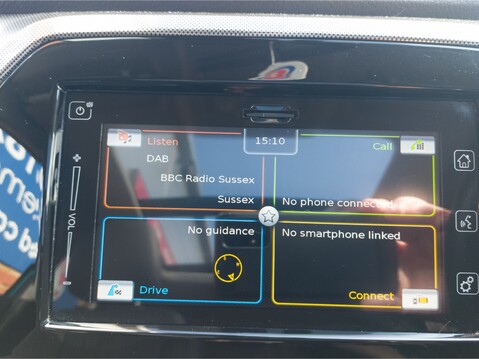 Listen
15:10
Call
DAB
BBC Radio Sussex
Sussex
No phone connected
No guidance
No smartphone linked
Drive
Connect
VOL